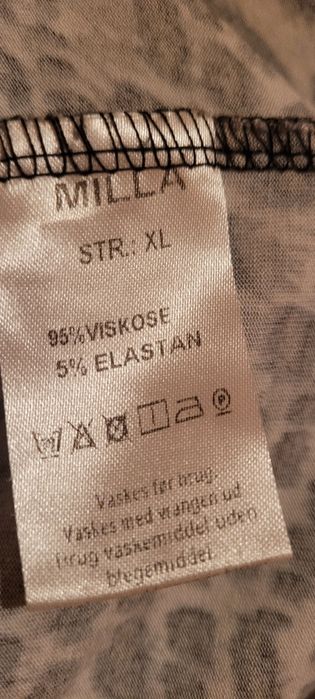 MILLA
STR.: XL
95%VISKOSE
5% ELASTAN
Vaskes før brug.
Vaskes med vrangen ud
Brug vaskemiddel uden
blegemiddel